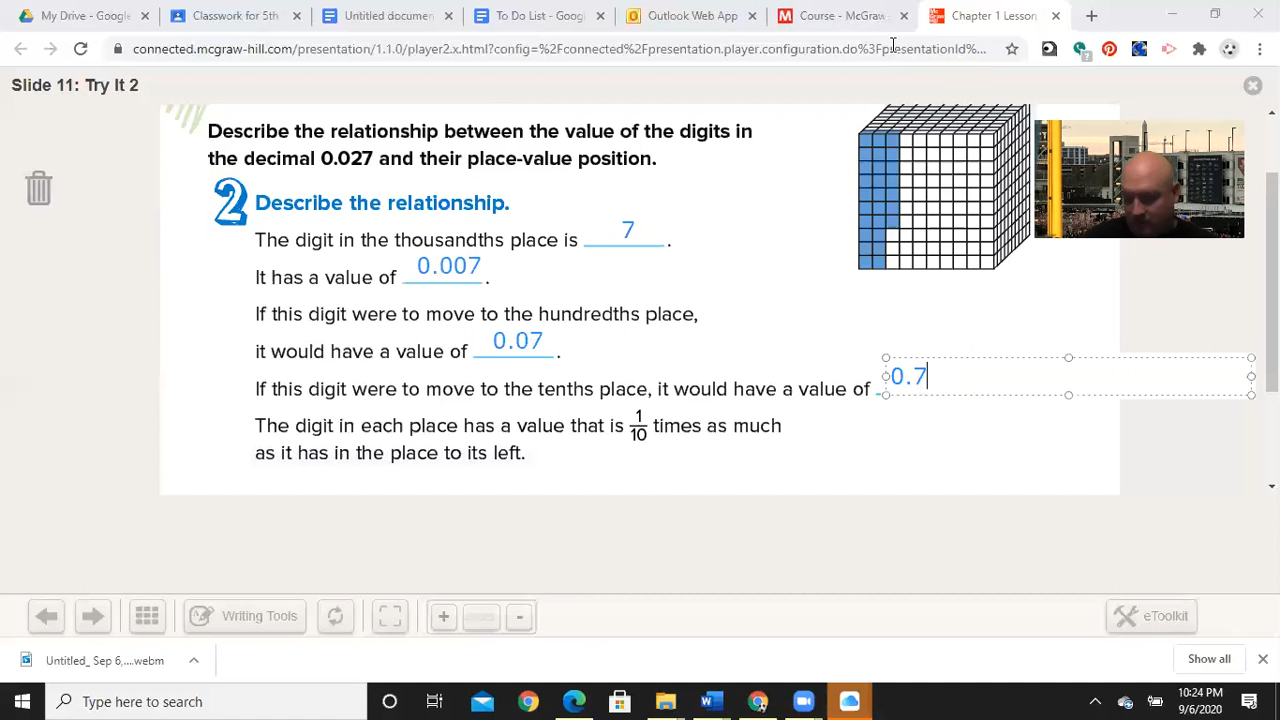 My Drive - Google
Classwork for 5th
Untitled documen
To Do List - Goog
Outlook Web App
Course - McGraw
Chapter 1 Lesson
connected.mcgraw-hill.com/presentation/1.1.0/player2.x.html?config=%2Fconnected%2Fpresentation.player.configuration.do%3FpresentationId%...
Slide 11: Try It 2
Describe the relationship between the value of the digits in
the decimal 0.027 and their place-value position.
2 Describe the relationship.
The digit in the thousandths place is 7 .
It has a value of 0.007 .
If this digit were to move to the hundredths place,
it would have a value of 0.07 .
If this digit were to move to the tenths place, it would have a value of 0.7
The digit in each place has a value that is 1/10 times as much
as it has in the place to its left.
Writing Tools
+
-
eToolkit
Untitled_ Sep 6,....webm
Show all
Type here to search
10:24 PM
9/6/2020